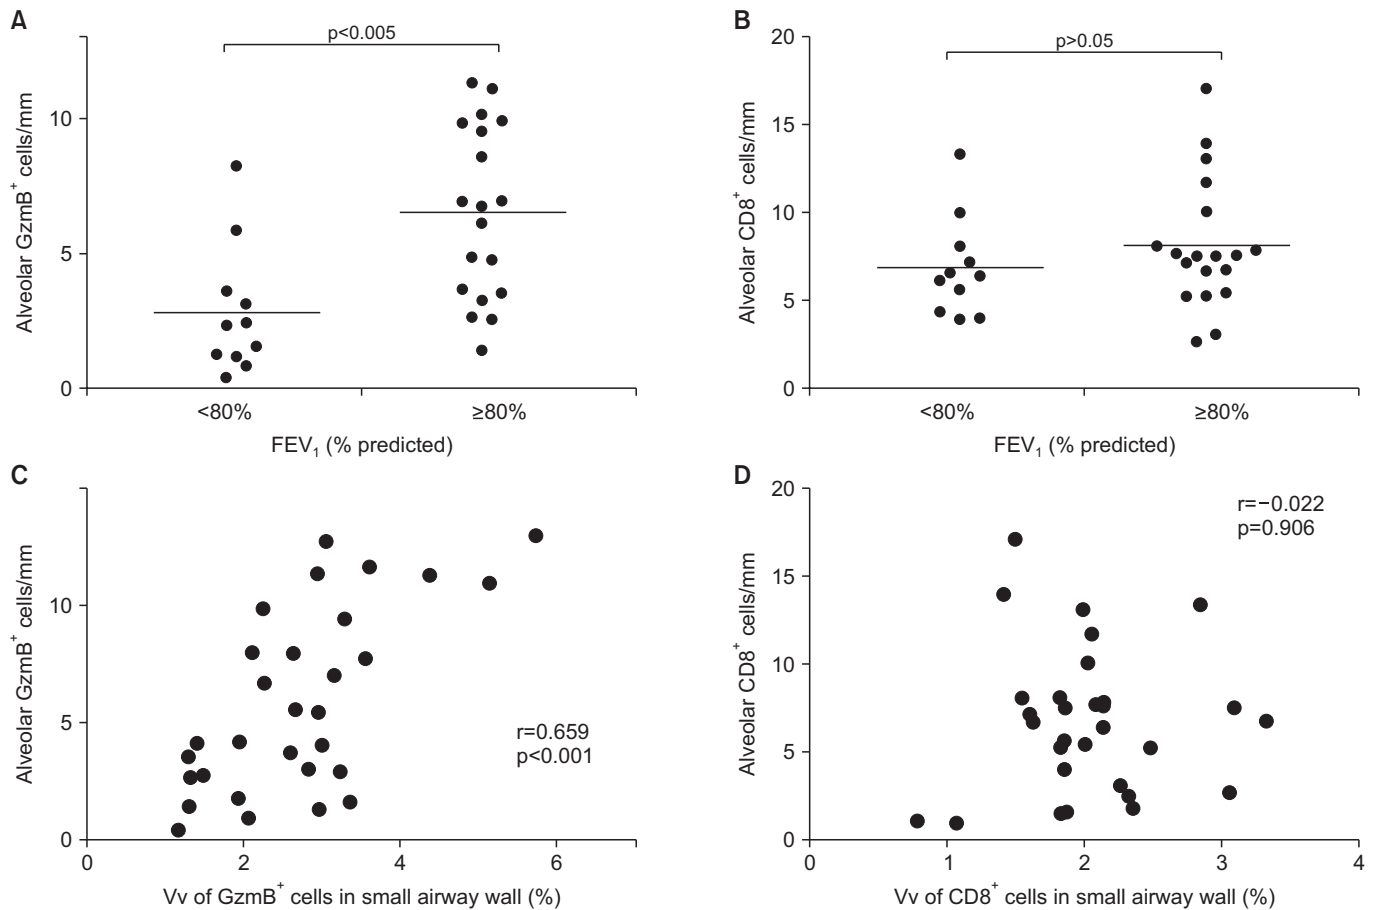 A
p<0.005
Alveolar GzmB+ cells/mm
10
5
0
<80%
≥80%
FEV1 (% predicted)
B
p>0.05
Alveolar CD8+ cells/mm
20
15
10
5
0
<80%
≥80%
FEV1 (% predicted)
C
Alveolar GzmB+ cells/mm
10
5
0
r=0.659
p<0.001
0
2
4
6
Vv of GzmB+ cells in small airway wall (%)
D
Alveolar CD8+ cells/mm
20
15
10
5
0
r=−0.022
p=0.906
0
1
2
3
4
Vv of CD8+ cells in small airway wall (%)